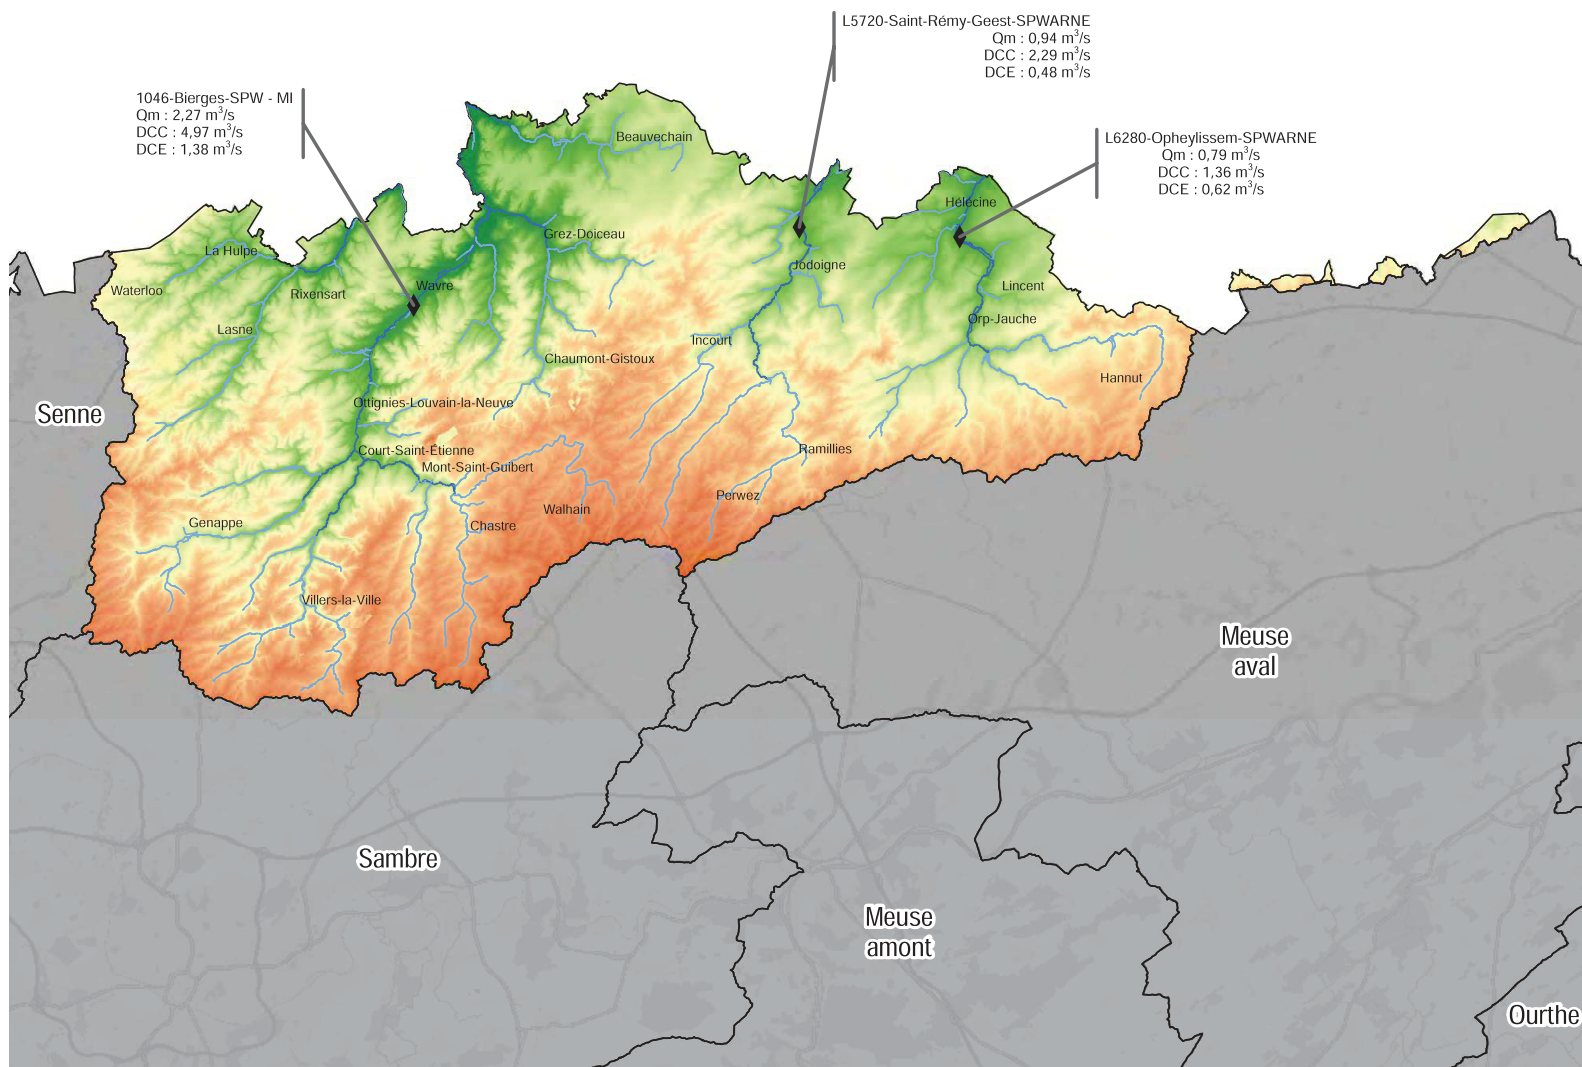 L5720-Saint-Rémy-Geest-SPWARNE
Qm : 0,94 m³/s
DCC : 2,29 m³/s
DCE : 0,48 m³/s
1046-Bierges-SPW - MI
Qm : 2,27 m³/s
DCC : 4,97 m³/s
DCE : 1,38 m³/s
L6280-Opheylissem-SPWARNE
Qm : 0,79 m³/s
DCC : 1,36 m³/s
DCE : 0,62 m³/s
Beauvechain
Hélécine
Grez-Doiceau
La Hulpe
Jodoigne
Waterloo
Rixensart
Wavre
Lincent
Orp-Jauche
Lasne
Incourt
Chaumont-Gistoux
Hannut
Ottignies-Louvain-la-Neuve
Senne
Court-Saint-Étienne
Ramillies
Mont-Saint-Guibert
Perwez
Walhain
Genappe
Chastre
Villers-la-Ville
Meuse
aval
Sambre
Meuse
amont
Ourthe